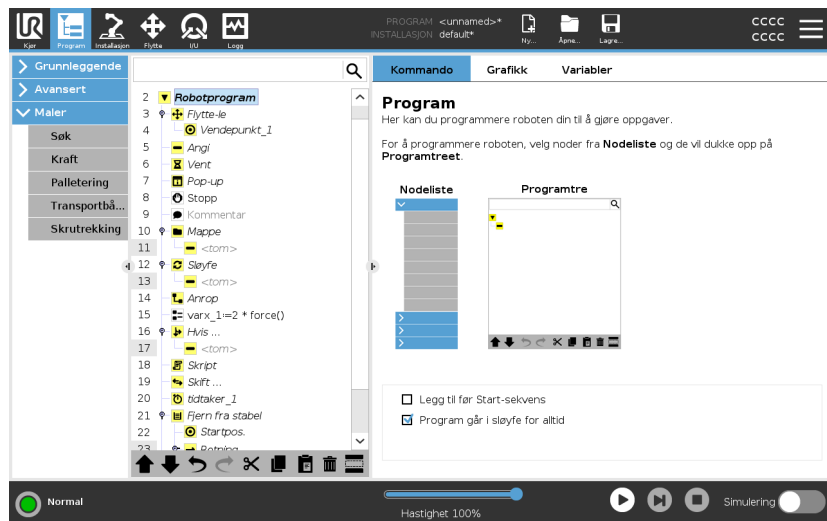 PROGRAM <unnamed>*
INSTALLASJON default*
CCCC
CCCC
Kjør Program Installasjon Flytte I/U Logg Ny... Åpne... Lagre...
Grunnleggende
Avansert
Maler
Søk
Kraft
Palletering
Transportbå...
Skrutrekking
2 Robotprogram
3 Flytte-le
4 Vendepunkt_1
5 Angi
6 Vent
7 Pop-up
8 Stopp
9 Kommentar
10 Mappe
11 <tom>
12 Sløyfe
13 <tom>
14 Anrop
15 varx_1:=2 * force()
16 Hvis ...
17 <tom>
18 Skript
19 Skift ...
20 tidtaker_1
21 Fjern fra stabel
22 Startpos.
23 Retning
Kommando Grafikk Variabler
Program
Her kan du programmere roboten din til å gjøre oppgaver.
For å programmere roboten, velg noder fra Nodeliste og de vil dukke opp på
Programtreet.
Nodeliste Programtre
Legg til før Start-sekvens
Program går i sløyfe for alltid
Normal
Hastighet 100%
Simulering